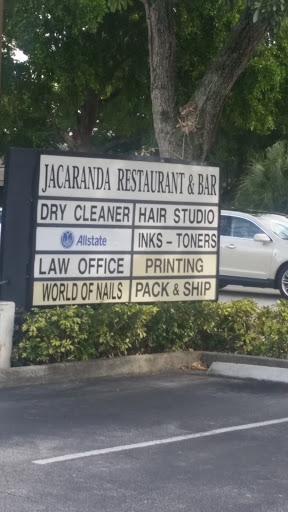 JACARANDA RESTAURANT & BAR
DRY CLEANER HAIR STUDIO
Allstate INKS - TONERS
LAW OFFICE PRINTING
WORLD OF NAILS PACK & SHIP